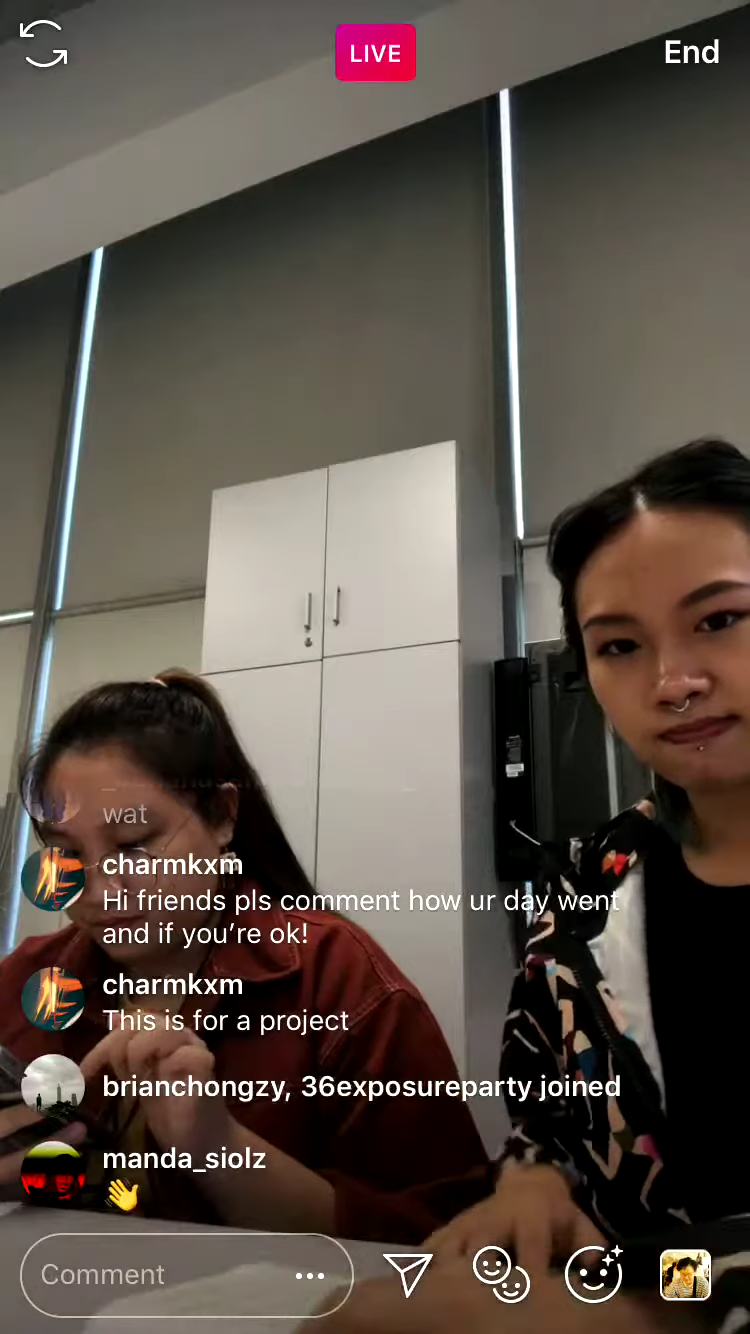 LIVE
End
wat
charmkxm
Hi friends pls comment how ur day went
and if you’re ok!
charmkxm
This is for a project
brianchongzy, 36exposureparty joined
manda_siolz
👋
Comment